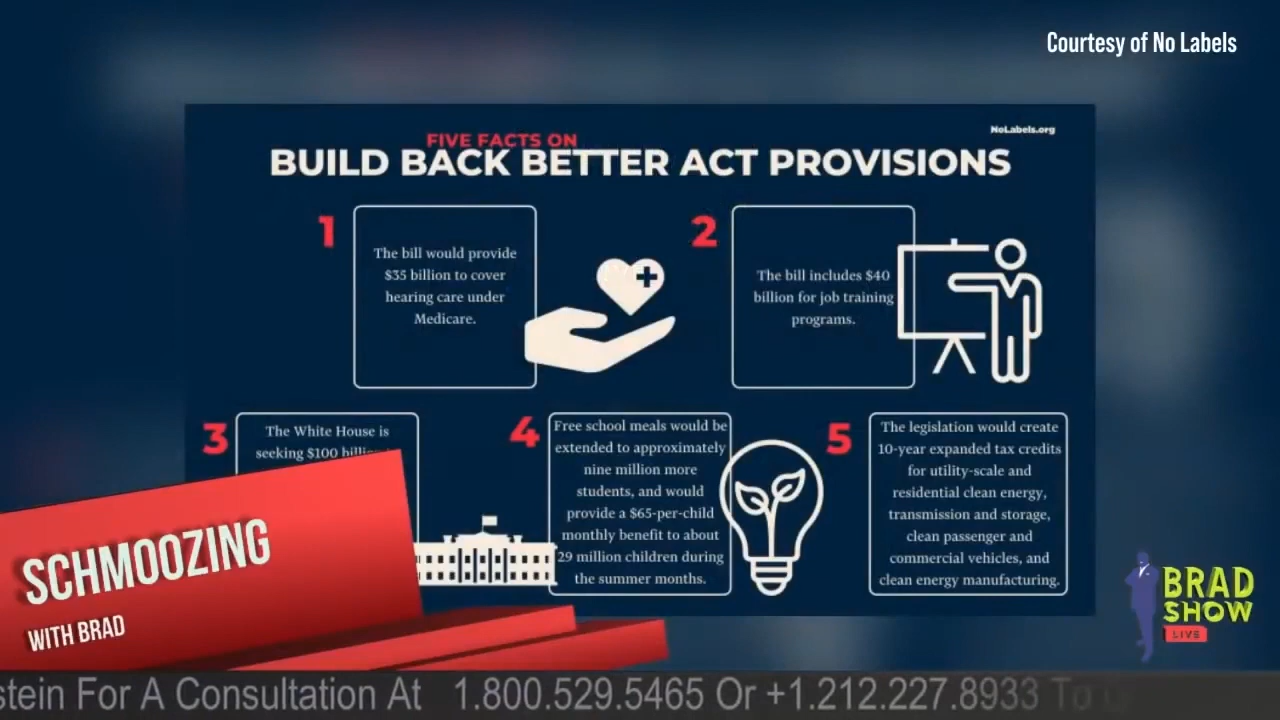 Courtesy of No Labels
NoLabels.org
FIVE FACTS ON
BUILD BACK BETTER ACT PROVISIONS
1
The bill would provide
$35 billion to cover
hearing care under
Medicare.
2
The bill includes $40
billion for job training
programs.
3
The White House is
seeking $100
4
Free school meals would be
extended to approximately
nine million more
students, and would
provide a $65-per-child
monthly benefit to about
29 million children during
the summer months.
5
The legislation would create
10-year expanded tax credits
for utility-scale and
residential clean energy,
transmission and storage,
clean passenger and
commercial vehicles, and
clean energy manufacturing.
SCHMOOZING
WITH BRAD
BRAD
SHOW
LIVE
stein For A Consultation At 1.800.529.5465 Or +1.212.227.8933 To